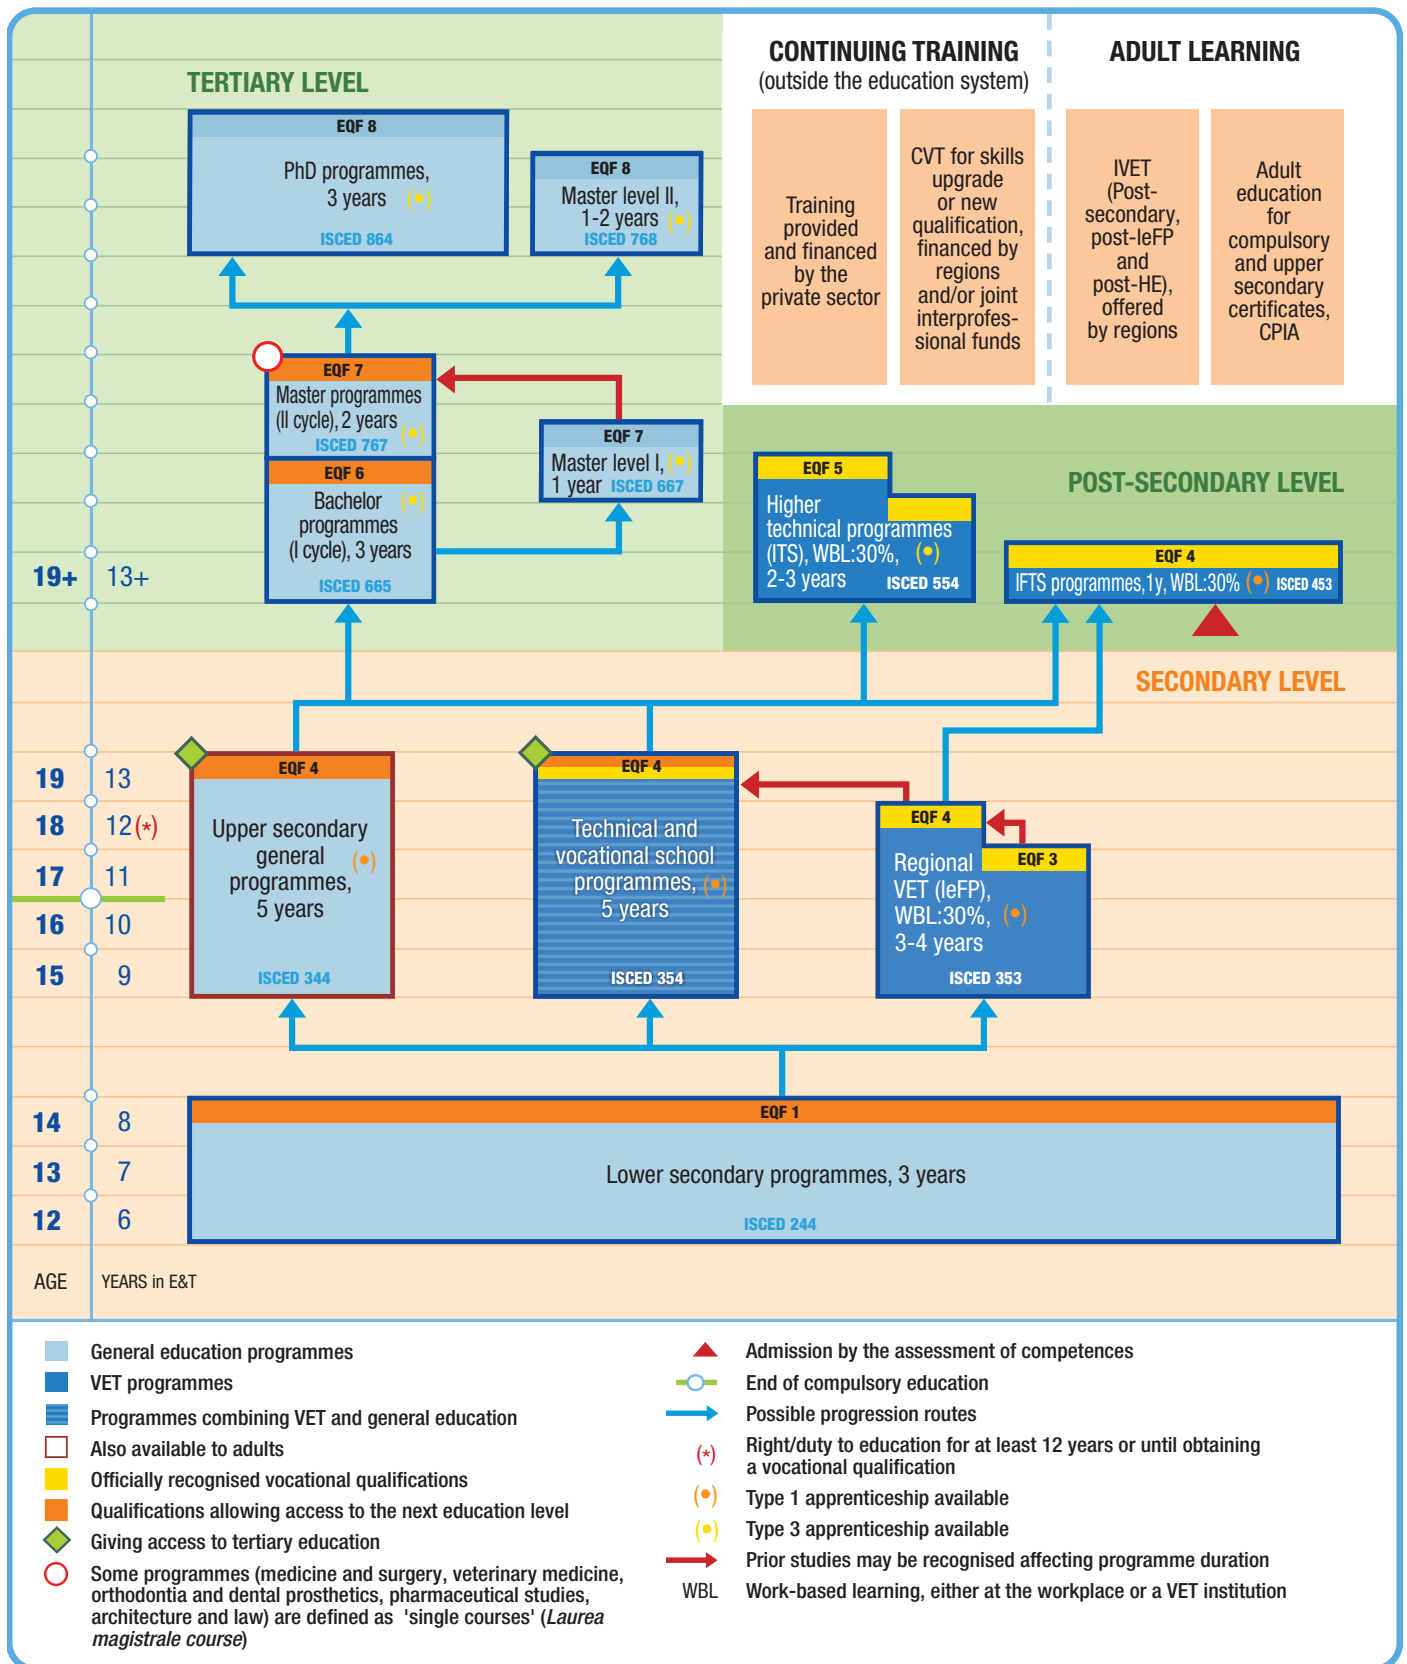 CONTINUING TRAINING
(outside the education system)
ADULT LEARNING
Training
provided
and financed
by the
private sector
CVT for skills
upgrade
or new
qualification,
financed by
regions
and/or joint
interprofes-
sional funds
IVET
(Post-
secondary,
post-IeFP
and
post-HE),
offered
by regions
Adult
education
for
compulsory
and upper
secondary
certificates,
CPIA
TERTIARY LEVEL
EQF 8
PhD programmes,
3 years (•)
ISCED 864
EQF 8
Master level II,
1-2 years (•)
ISCED 768
EQF 7
Master programmes
(II cycle), 2 years (•)
ISCED 767
EQF 6
Bachelor (•)
programmes
(I cycle), 3 years
ISCED 665
EQF 7
Master level I, (•)
1 year ISCED 667
POST-SECONDARY LEVEL
EQF 5
Higher
technical programmes
(ITS), WBL:30%, (•)
2-3 years ISCED 554
EQF 4
IFTS programmes,1y, WBL:30% (•) ISCED 453
19+ 13+
SECONDARY LEVEL
EQF 4
Upper secondary
general (•)
programmes,
5 years
ISCED 344
EQF 4
Technical and
vocational school
programmes, (•)
5 years
ISCED 354
EQF 4
EQF 3
Regional
VET (IeFP),
WBL:30%, (•)
3-4 years
ISCED 353
19 13
18 12(*)
17 11
16 10
15 9
EQF 1
Lower secondary programmes, 3 years
ISCED 244
14 8
13 7
12 6
AGE YEARS in E&T
General education programmes
VET programmes
Programmes combining VET and general education
Also available to adults
Officially recognised vocational qualifications
Qualifications allowing access to the next education level
Giving access to tertiary education
Some programmes (medicine and surgery, veterinary medicine,
orthodontia and dental prosthetics, pharmaceutical studies,
architecture and law) are defined as 'single courses' (Laurea
magistrale course)
Admission by the assessment of competences
End of compulsory education
Possible progression routes
(*) Right/duty to education for at least 12 years or until obtaining
a vocational qualification
(•) Type 1 apprenticeship available
(•) Type 3 apprenticeship available
Prior studies may be recognised affecting programme duration
WBL Work-based learning, either at the workplace or a VET institution